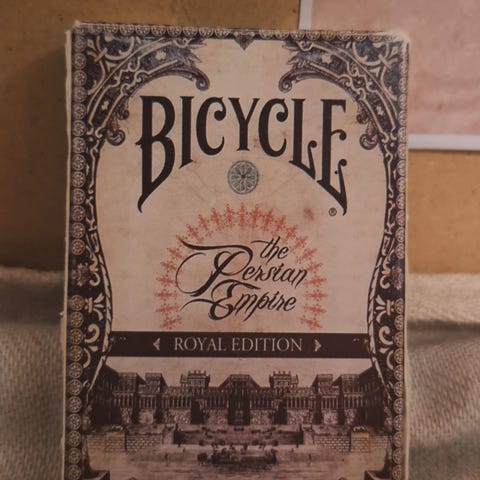 BICYCLE
®
the
Persian
Empire
ROYAL EDITION